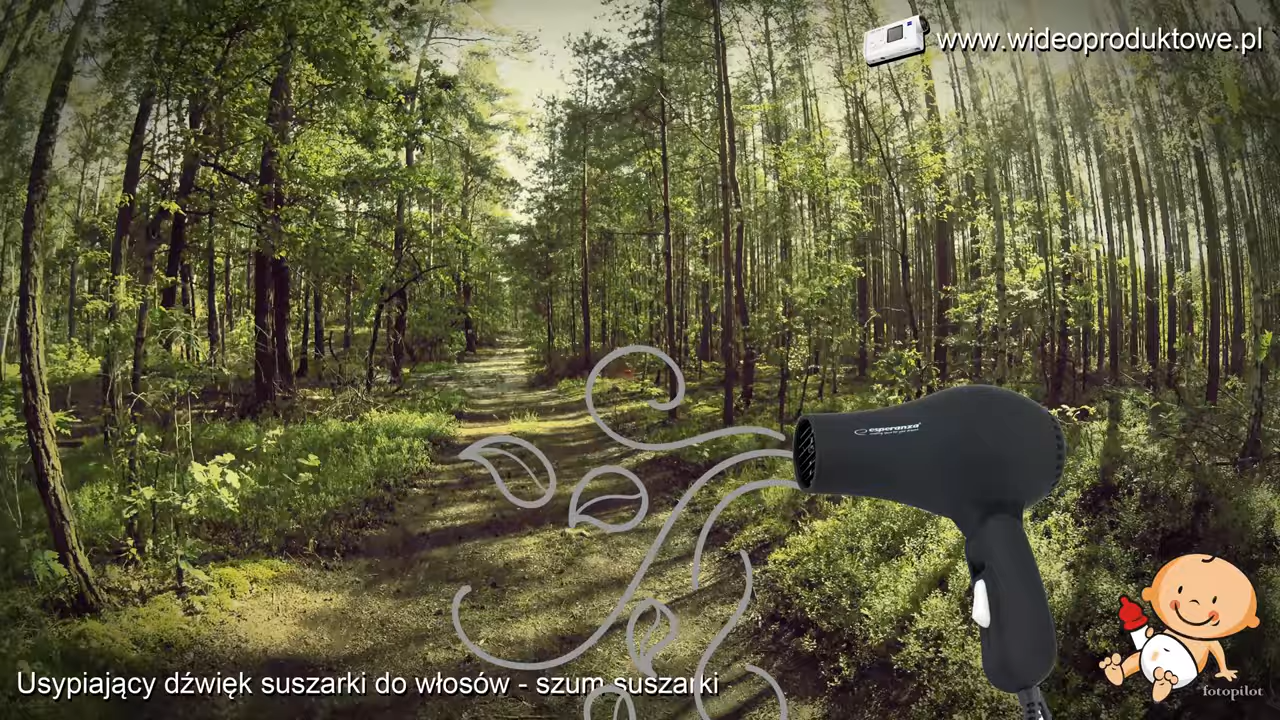 www.wideoproduktowe.pl
esperanza
Usypiający dźwięk suszarki do włosów - szum suszarki
fotopilot